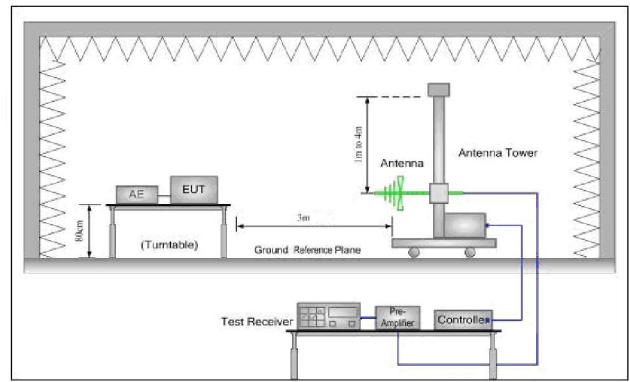 1m to 4m
Antenna
Antenna Tower
AE
EUT
80cm
3m
(Turntable)
Ground Reference Plane
Test Receiver
Pre-
Amplifier
Controller